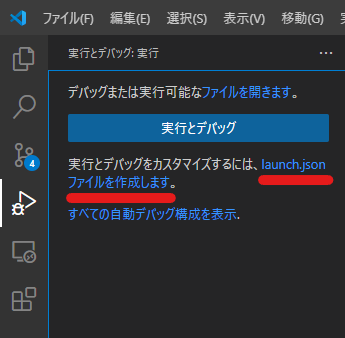 ファイル(F) 編集(E) 選択(S) 表示(V) 移動(G)
実行とデバッグ: 実行 ...
デバッグまたは実行可能なファイルを開きます。
実行とデバッグ
実行とデバッグをカスタマイズするには、launch.json
ファイルを作成します。
4
すべての自動デバッグ構成を表示.